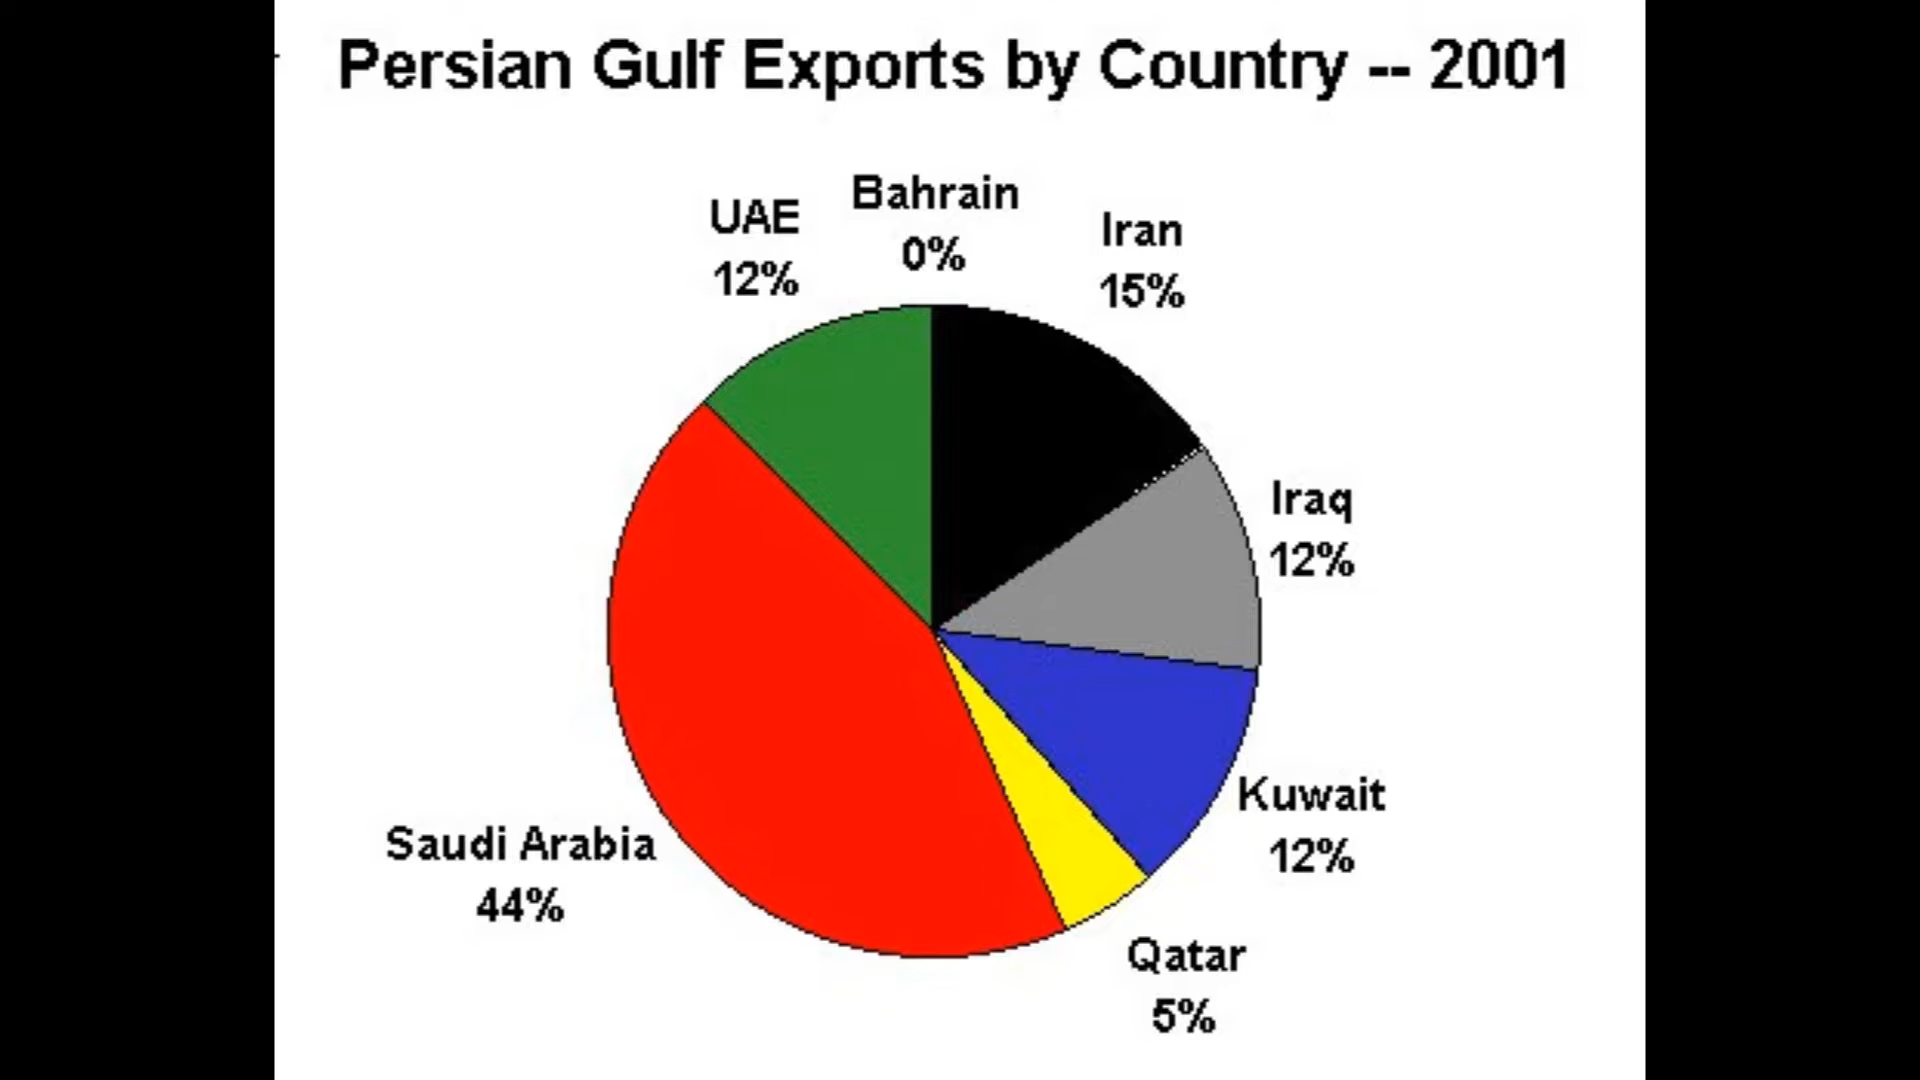 Persian Gulf Exports by Country -- 2001
Bahrain
0%
UAE
12%
Iran
15%
Iraq
12%
Kuwait
12%
Qatar
5%
Saudi Arabia
44%